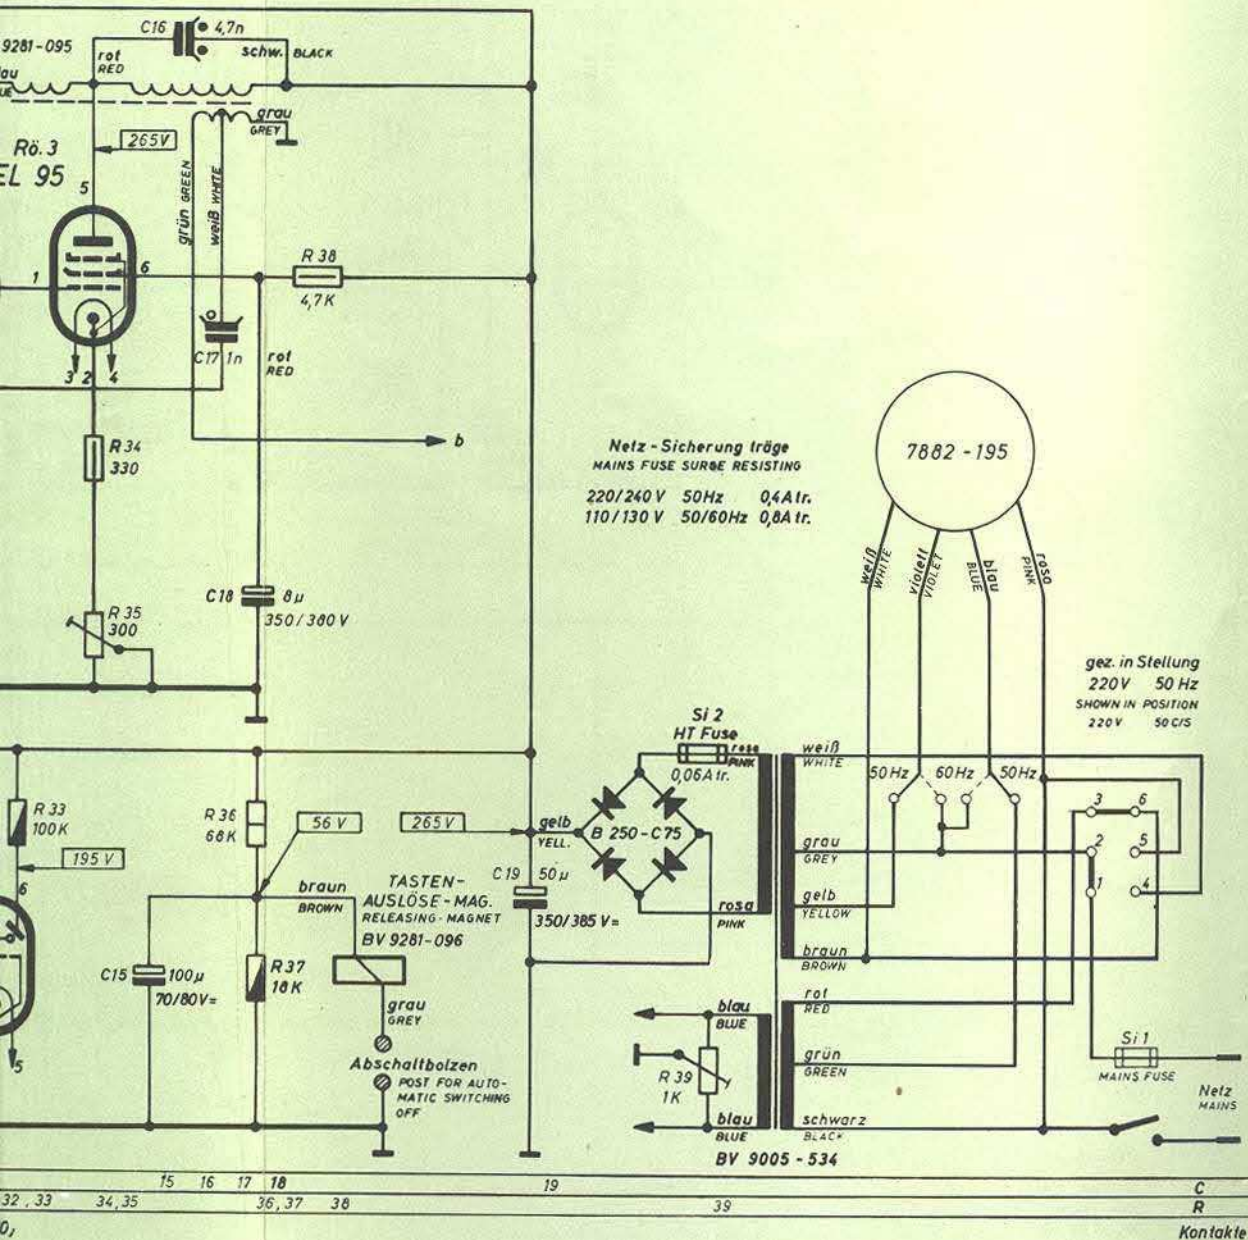 C16
4,7n
9281-095
rot
RED
schw. BLACK
grau
GREY
265V
Rö. 3
EL 95
5
grün GREEN
weiß WHITE
1
6
R 38
4,7K
C17 1n
rot
RED
3 2 4
R 34
330
b
Netz-Sicherung träge
MAINS FUSE SURGE RESISTING
220/240 V 50Hz 0,4A tr.
110/130 V 50/60Hz 0,8A tr.
7882-195
weiß
WHITE
violett
VIOLET
blau
BLUE
rosa
PINK
C18 8µ
350/380V
R 35
300
gez. in Stellung
220V 50 Hz
SHOWN IN POSITION
220V 50C/S
Si 2
HT Fuse
rosa
PINK
0,06A tr.
weiß
WHITE
50Hz 60Hz 50Hz
R 33
100K
R 36
68K
56 V
265V
gelb
YELL.
B 250-C75
3 6
2 5
1 4
grau
GREY
195 V
6
braun
BROWN
TASTEN-
AUSLÖSE-MAG.
RELEASING-MAGNET
BV 9281-096
C19 50µ
350/385 V=
rosa
PINK
gelb
YELLOW
braun
BROWN
C15 100µ
70/80V=
R37
18K
grau
GREY
rot
RED
blau
BLUE
5
Abschaltbolzen
POST FOR AUTO-
MATIC SWITCHING
OFF
R 39
1K
grün
GREEN
Si 1
MAINS FUSE
Netz
MAINS
blau
BLUE
schwarz
BLACK
BV 9005-534
15 16 17 18 19 C
32, 33 34,35 36,37 38 39 R
Kontakte